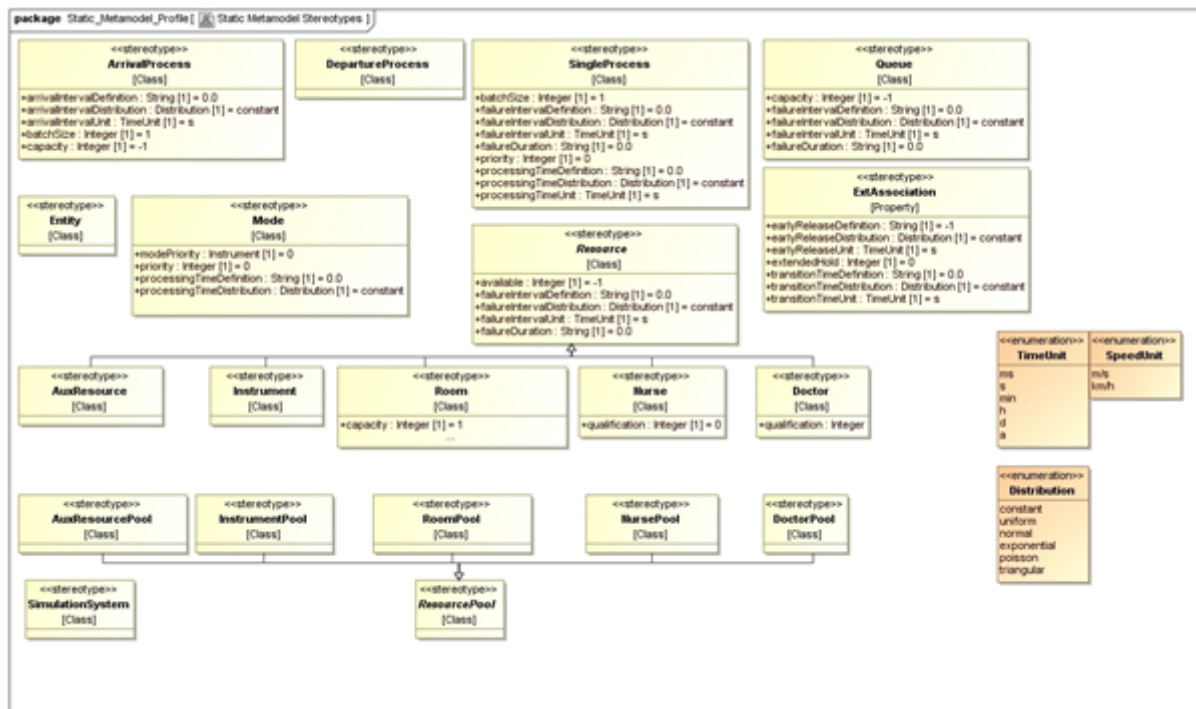 package Static_Metamodel_Profile [ Static Metamodel Stereotypes ]
<<stereotype>>
ArrivalProcess
[Class]
+arrivalIntervalDefinition : String [1] = 0.0
+arrivalIntervalDistribution : Distribution [1] = constant
+arrivalIntervalUnit : TimeUnit [1] = s
+batchSize : Integer [1] = 1
+capacity : Integer [1] = -1
<<stereotype>>
DepartureProcess
[Class]
<<stereotype>>
SingleProcess
[Class]
+batchSize : Integer [1] = 1
+failureIntervalDefinition : String [1] = 0.0
+failureIntervalDistribution : Distribution [1] = constant
+failureIntervalUnit : TimeUnit [1] = s
+failureDuration : String [1] = 0.0
+priority : Integer [1] = 0
+processingTimeDefinition : String [1] = 0.0
+processingTimeDistribution : Distribution [1] = constant
+processingTimeUnit : TimeUnit [1] = s
<<stereotype>>
Queue
[Class]
+capacity : Integer [1] = -1
+failureIntervalDefinition : String [1] = 0.0
+failureIntervalDistribution : Distribution [1] = constant
+failureIntervalUnit : TimeUnit [1] = s
+failureDuration : String [1] = 0.0
<<stereotype>>
Entity
[Class]
<<stereotype>>
Mode
[Class]
+modePriority : Instrument [1] = 0
+priority : Integer [1] = 0
+processingTimeDefinition : String [1] = 0.0
+processingTimeDistribution : Distribution [1] = constant
<<stereotype>>
Resource
[Class]
+available : Integer [1] = -1
+failureIntervalDefinition : String [1] = 0.0
+failureIntervalDistribution : Distribution [1] = constant
+failureIntervalUnit : TimeUnit [1] = s
+failureDuration : String [1] = 0.0
<<stereotype>>
ExtAssociation
[Property]
+earlyReleaseDefinition : String [1] = -1
+earlyReleaseDistribution : Distribution [1] = constant
+earlyReleaseUnit : TimeUnit [1] = s
+extendedHold : Integer [1] = 0
+transitionTimeDefinition : String [1] = 0.0
+transitionTimeDistribution : Distribution [1] = constant
+transitionTimeUnit : TimeUnit [1] = s
<<enumeration>>
TimeUnit
ms
s
min
h
d
a
<<enumeration>>
SpeedUnit
m/s
km/h
<<stereotype>>
AuxResource
[Class]
<<stereotype>>
Instrument
[Class]
<<stereotype>>
Room
[Class]
+capacity : Integer [1] = 1
...
<<stereotype>>
Nurse
[Class]
+qualification : Integer [1] = 0
<<stereotype>>
Doctor
[Class]
+qualification : Integer
<<stereotype>>
AuxResourcePool
[Class]
<<stereotype>>
InstrumentPool
[Class]
<<stereotype>>
RoomPool
[Class]
<<stereotype>>
NursePool
[Class]
<<stereotype>>
DoctorPool
[Class]
<<enumeration>>
Distribution
constant
uniform
normal
exponential
poisson
triangular
<<stereotype>>
SimulationSystem
[Class]
<<stereotype>>
ResourcePool
[Class]